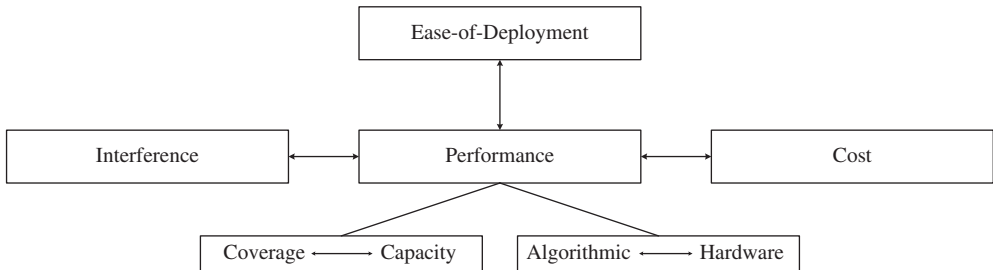 Ease-of-Deployment
Interference
Performance
Cost
Coverage
Capacity
Algorithmic
Hardware